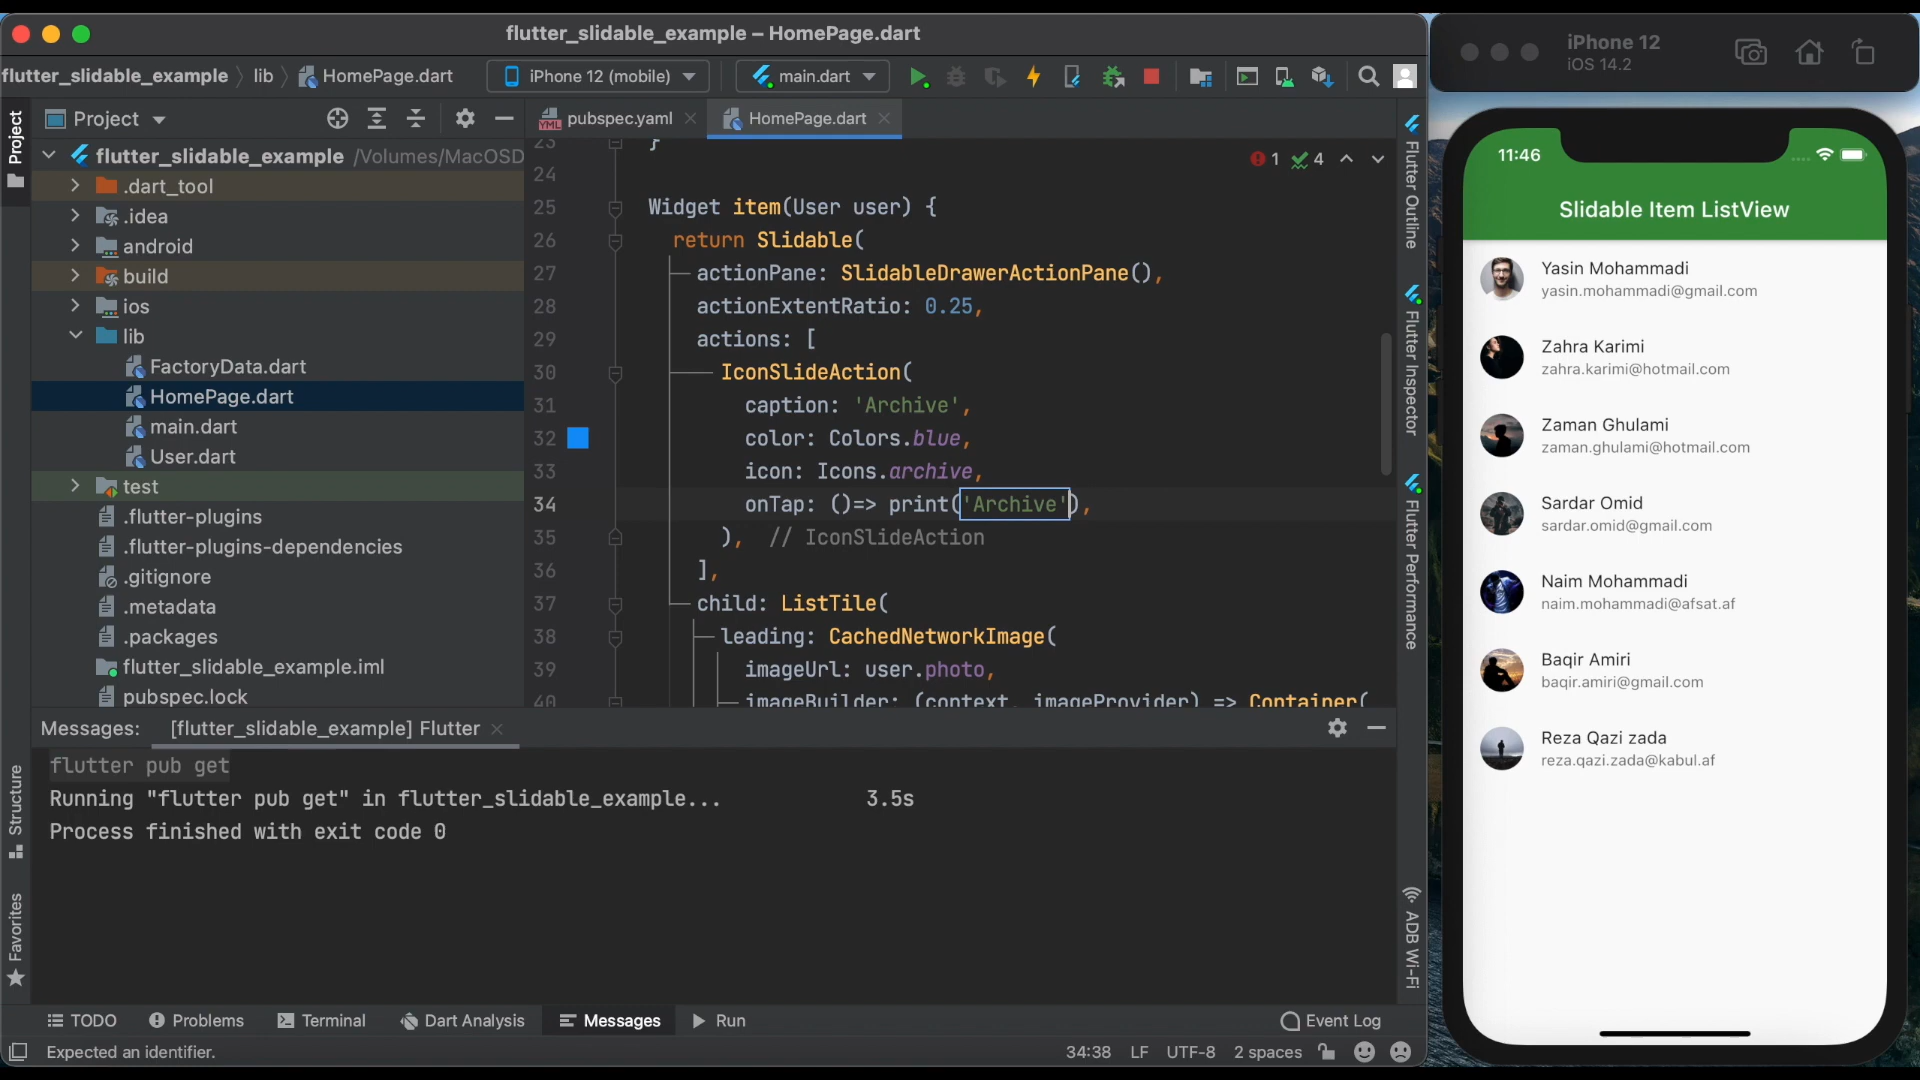 flutter_slidable_example – HomePage.dart
flutter_slidable_example
lib
HomePage.dart
iPhone 12 (mobile)
main.dart
Project
Project
pubspec.yaml
HomePage.dart
flutter_slidable_example /Volumes/MacOSD
.dart_tool
.idea
android
build
ios
lib
FactoryData.dart
HomePage.dart
main.dart
User.dart
test
.flutter-plugins
.flutter-plugins-dependencies
.gitignore
.metadata
.packages
flutter_slidable_example.iml
pubspec.lock
1 4
23 }
24
25 Widget item(User user) {
26 return Slidable(
27 actionPane: SlidableDrawerActionPane(),
28 actionExtentRatio: 0.25,
29 actions: [
30 IconSlideAction(
31 caption: 'Archive',
32 color: Colors.blue,
33 icon: Icons.archive,
34 onTap: ()=> print('Archive'),
35 ), // IconSlideAction
36 ],
37 child: ListTile(
38 leading: CachedNetworkImage(
39 imageUrl: user.photo,
40 imageBuilder: (context, imageProvider) => Container(
Flutter Outline
Flutter Inspector
Flutter Performance
ADB Wi-Fi
Structure
Favorites
Messages: [flutter_slidable_example] Flutter
flutter pub get
Running "flutter pub get" in flutter_slidable_example... 3.5s
Process finished with exit code 0
TODO Problems Terminal Dart Analysis Messages Run Event Log
Expected an identifier. 34:38 LF UTF-8 2 spaces
iPhone 12
iOS 14.2
11:46
Slidable Item ListView
Yasin Mohammadi
yasin.mohammadi@gmail.com
Zahra Karimi
zahra.karimi@hotmail.com
Zaman Ghulami
zaman.ghulami@hotmail.com
Sardar Omid
sardar.omid@gmail.com
Naim Mohammadi
naim.mohammadi@afsat.af
Baqir Amiri
baqir.amiri@gmail.com
Reza Qazi zada
reza.qazi.zada@kabul.af